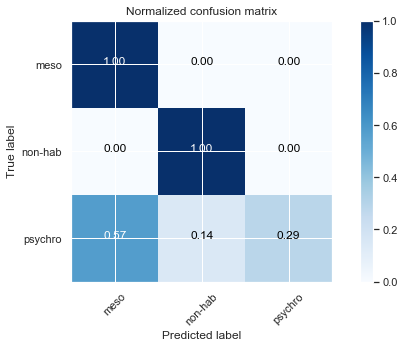 Normalized confusion matrix
True label
meso
1.00 0.00 0.00
non-hab
0.00 1.00 0.00
psychro
0.57 0.14 0.29
meso
non-hab
psychro
Predicted label
1.0
0.8
0.6
0.4
0.2
0.0